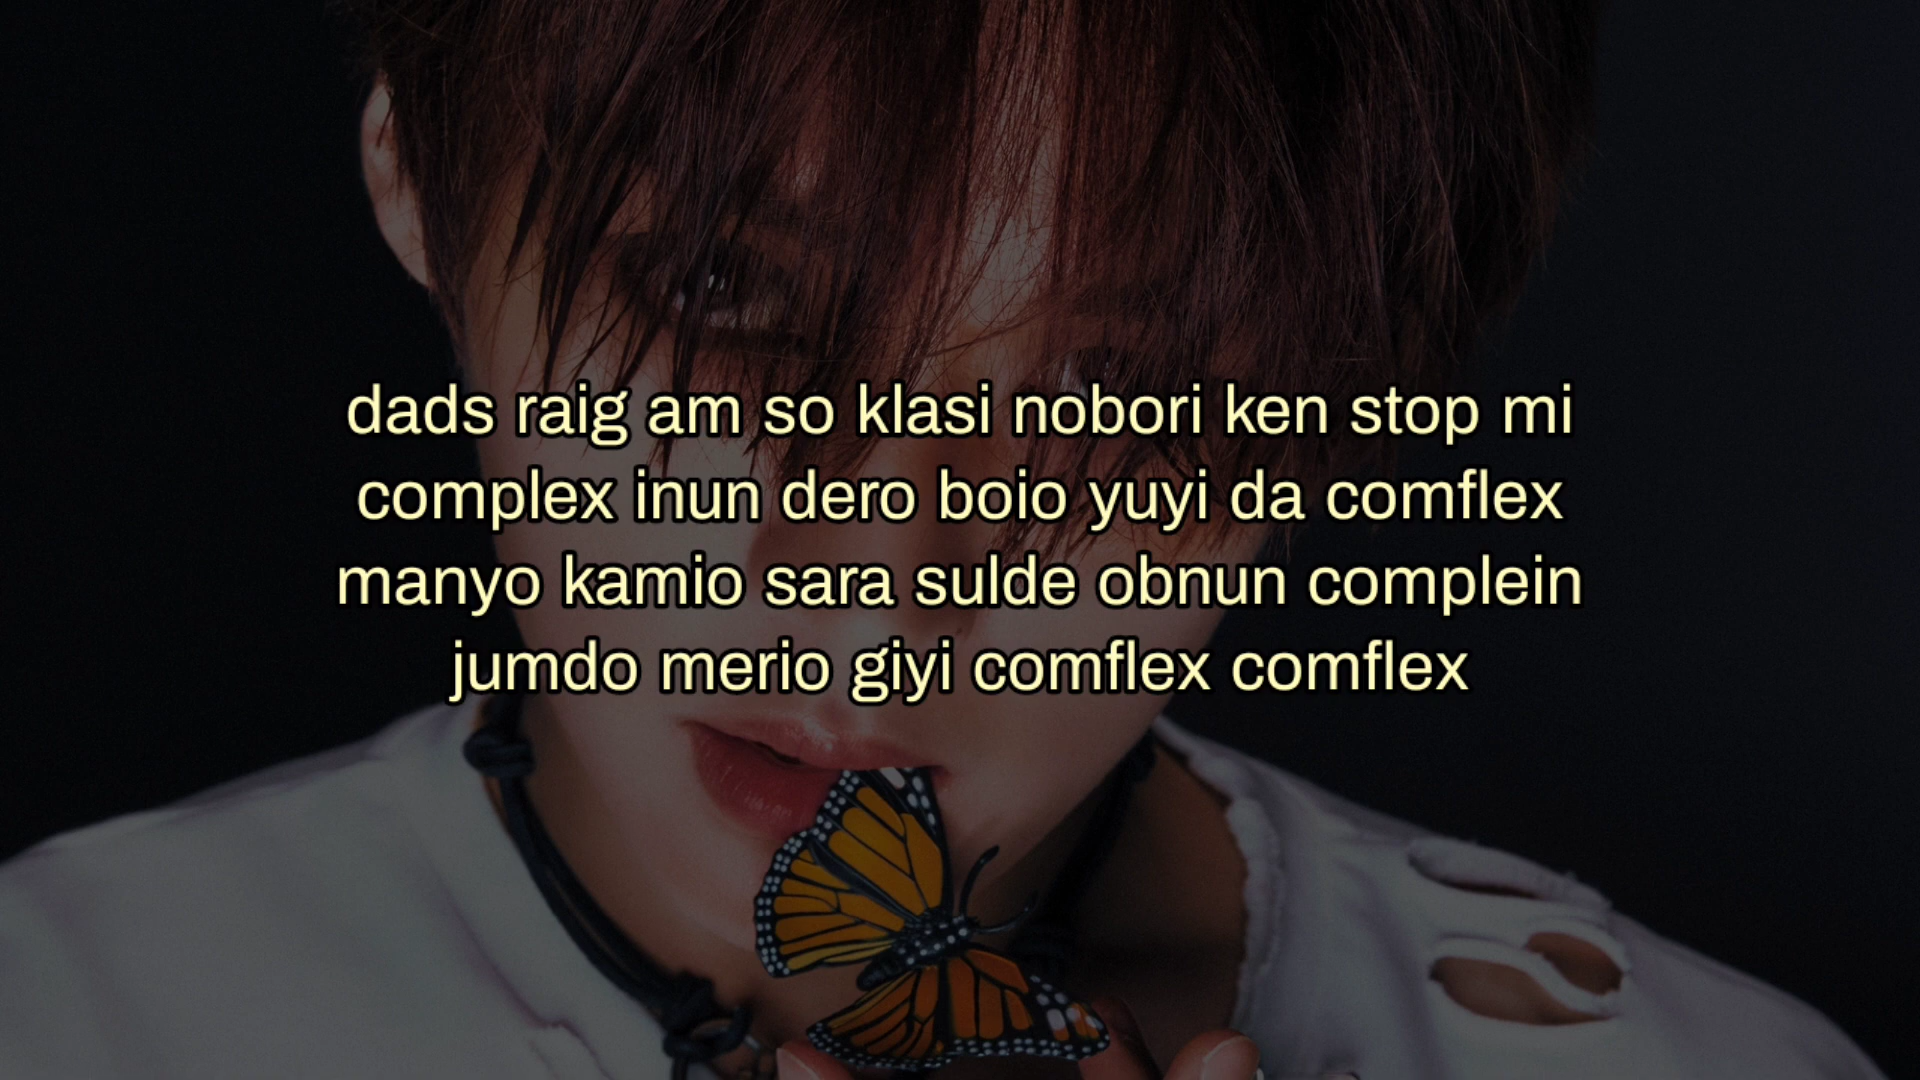 dads raig am so klasi nobori ken stop mi
complex inun dero boio yuyi da comflex
manyo kamio sara sulde obnun complein
jumdo merio giyi comflex comflex